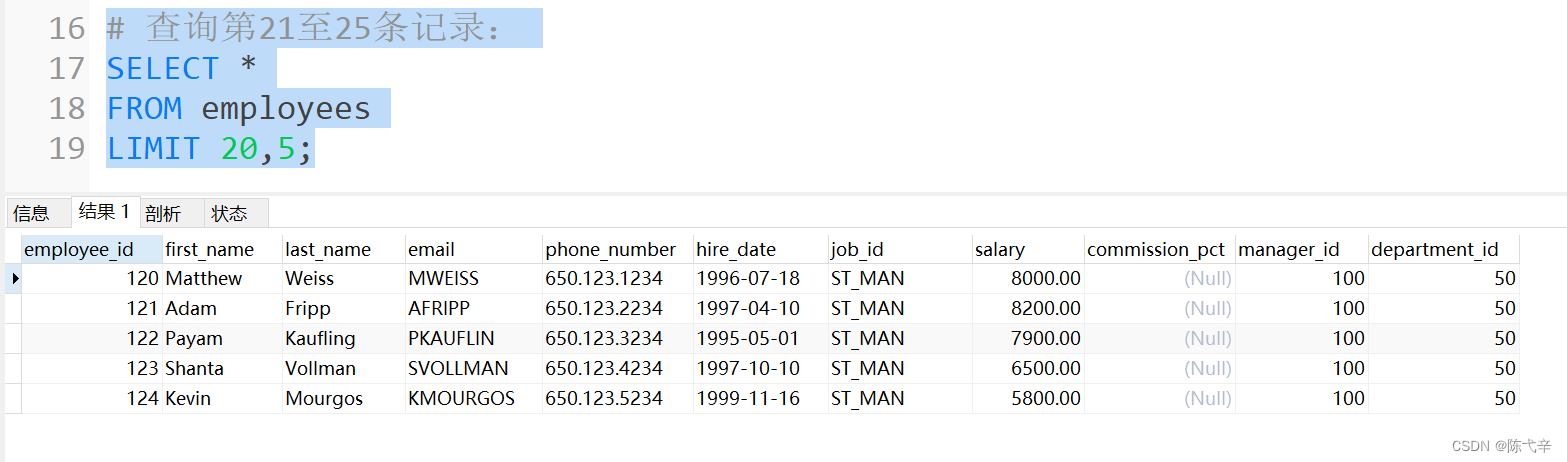 16 # 查询第21至25条记录：
17 SELECT *
18 FROM employees
19 LIMIT 20,5;
信息 结果 1 剖析 状态
employee_id first_name last_name email phone_number hire_date job_id salary commission_pct manager_id department_id
120 Matthew Weiss MWEISS 650.123.1234 1996-07-18 ST_MAN 8000.00 (Null) 100 50
121 Adam Fripp AFRIPP 650.123.2234 1997-04-10 ST_MAN 8200.00 (Null) 100 50
122 Payam Kaufling PKAUFLIN 650.123.3234 1995-05-01 ST_MAN 7900.00 (Null) 100 50
123 Shanta Vollman SVOLLMAN 650.123.4234 1997-10-10 ST_MAN 6500.00 (Null) 100 50
124 Kevin Mourgos KMOURGOS 650.123.5234 1999-11-16 ST_MAN 5800.00 (Null) 100 50
CSDN @陈弋辛